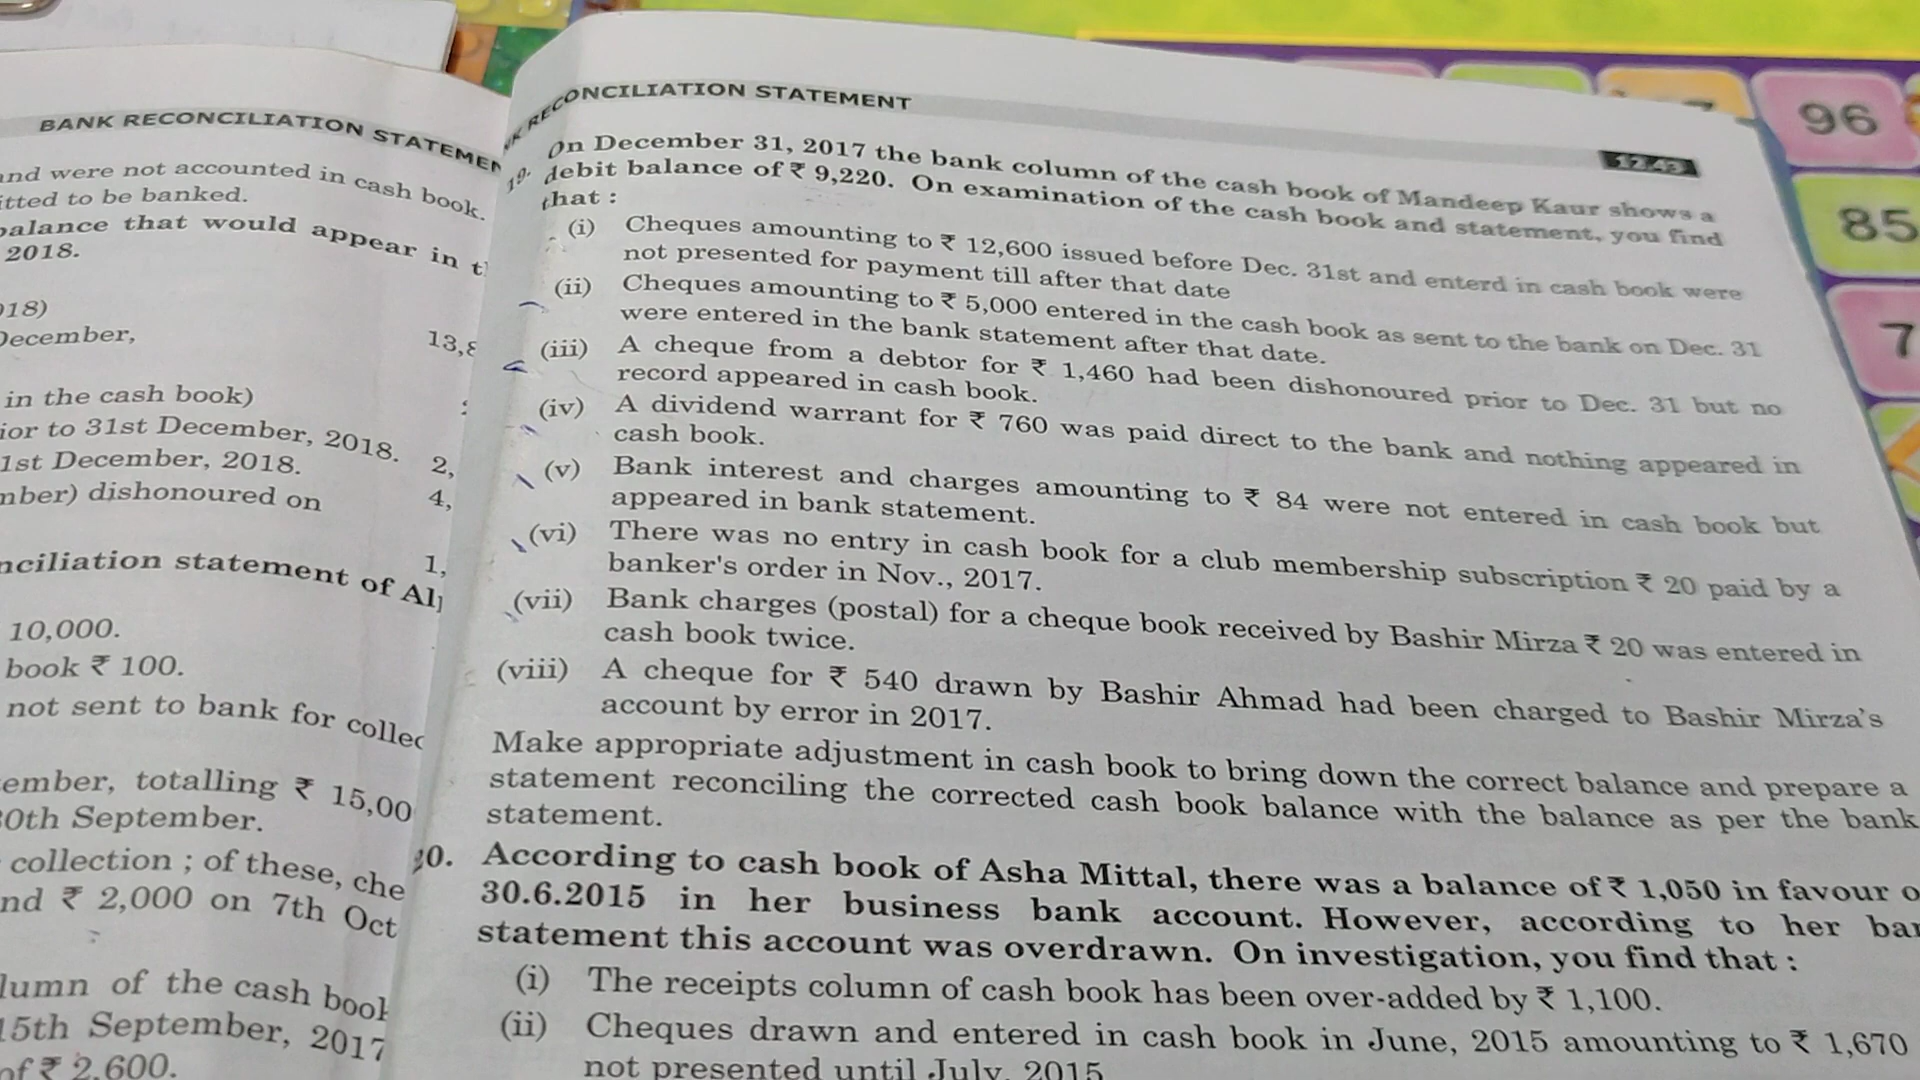 BANK RECONCILIATION STATEMEN
and were not accounted in cash book.
itted to be banked.
balance that would appear in t
2018.
018)
December,
13,8
in the cash book)
ior to 31st December, 2018.
2,
1st December, 2018.
4,
mber) dishonoured on
1,
nciliation statement of Al
10,000.
book ₹ 100.
not sent to bank for collec
ember, totalling ₹ 15,00
30th September.
collection ; of these, che
nd ₹ 2,000 on 7th Oct
lumn of the cash book
15th September, 2017
of ₹ 2,600.
RECONCILIATION STATEMENT
12.43
19. On December 31, 2017 the bank column of the cash book of Mandeep Kaur shows a
debit balance of ₹ 9,220. On examination of the cash book and statement, you find
that :
(i) Cheques amounting to ₹ 12,600 issued before Dec. 31st and enterd in cash book were
not presented for payment till after that date
(ii) Cheques amounting to ₹ 5,000 entered in the cash book as sent to the bank on Dec. 31
were entered in the bank statement after that date.
(iii) A cheque from a debtor for ₹ 1,460 had been dishonoured prior to Dec. 31 but no
record appeared in cash book.
(iv) A dividend warrant for ₹ 760 was paid direct to the bank and nothing appeared in
cash book.
(v) Bank interest and charges amounting to ₹ 84 were not entered in cash book but
appeared in bank statement.
(vi) There was no entry in cash book for a club membership subscription ₹ 20 paid by a
banker's order in Nov., 2017.
(vii) Bank charges (postal) for a cheque book received by Bashir Mirza ₹ 20 was entered in
cash book twice.
(viii) A cheque for ₹ 540 drawn by Bashir Ahmad had been charged to Bashir Mirza's
account by error in 2017.
Make appropriate adjustment in cash book to bring down the correct balance and prepare a
statement reconciling the corrected cash book balance with the balance as per the bank
statement.
0. According to cash book of Asha Mittal, there was a balance of ₹ 1,050 in favour o
30.6.2015 in her business bank account. However, according to her ban
statement this account was overdrawn. On investigation, you find that :
(i) The receipts column of cash book has been over-added by ₹ 1,100.
(ii) Cheques drawn and entered in cash book in June, 2015 amounting to ₹ 1,670
not presented until July, 2015
96
85
7